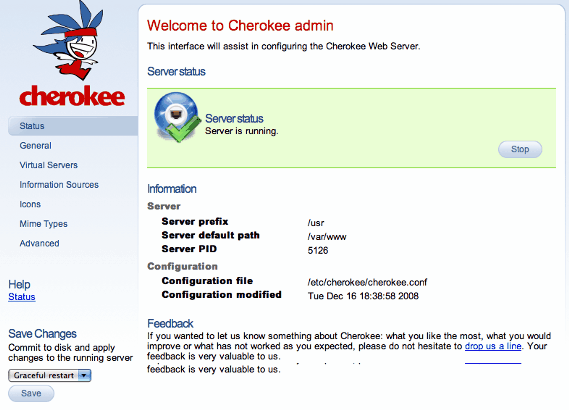 cherokee
Status
General
Virtual Servers
Information Sources
Icons
Mime Types
Advanced
Help
Status
Save Changes
Commit to disk and apply
changes to the running server
Graceful restart
Save
Welcome to Cherokee admin
This interface will assist in configuring the Cherokee Web Server.
Server status
Server status
Server is running.
Stop
Information
Server
Server prefix /usr
Server default path /var/www
Server PID 5126
Configuration
Configuration file /etc/cherokee/cherokee.conf
Configuration modified Tue Dec 16 18:38:58 2008
Feedback
If you wanted to let us know something about Cherokee: what you like the most, what you would
improve or what has not worked as you expected, please do not hesitate to drop us a line. Your
feedback is very valuable to us.
feedback is very valuable to us.